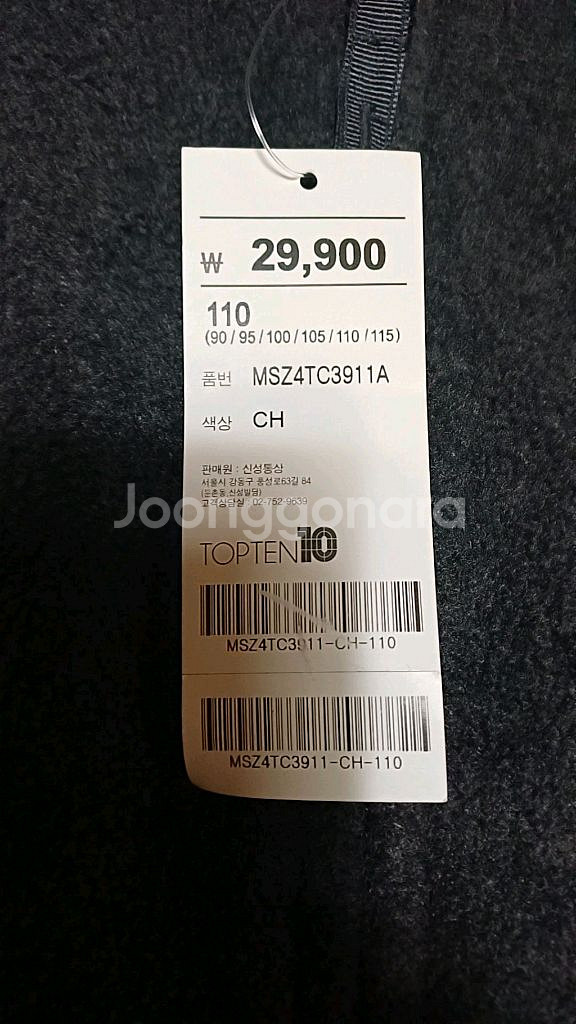 ₩ 29,900
110
(90/95/100/105/110/115)
품번 MSZ4TC3911A
색상 CH
판매원 : 신성통상
서울시 강동구 풍성로63길 84
(둔촌동,신성빌딩)
고객상담실 : 02-752-9639
Joonggonara
TOPTEN10
MSZ4TC3911-CH-110
MSZ4TC3911-CH-110